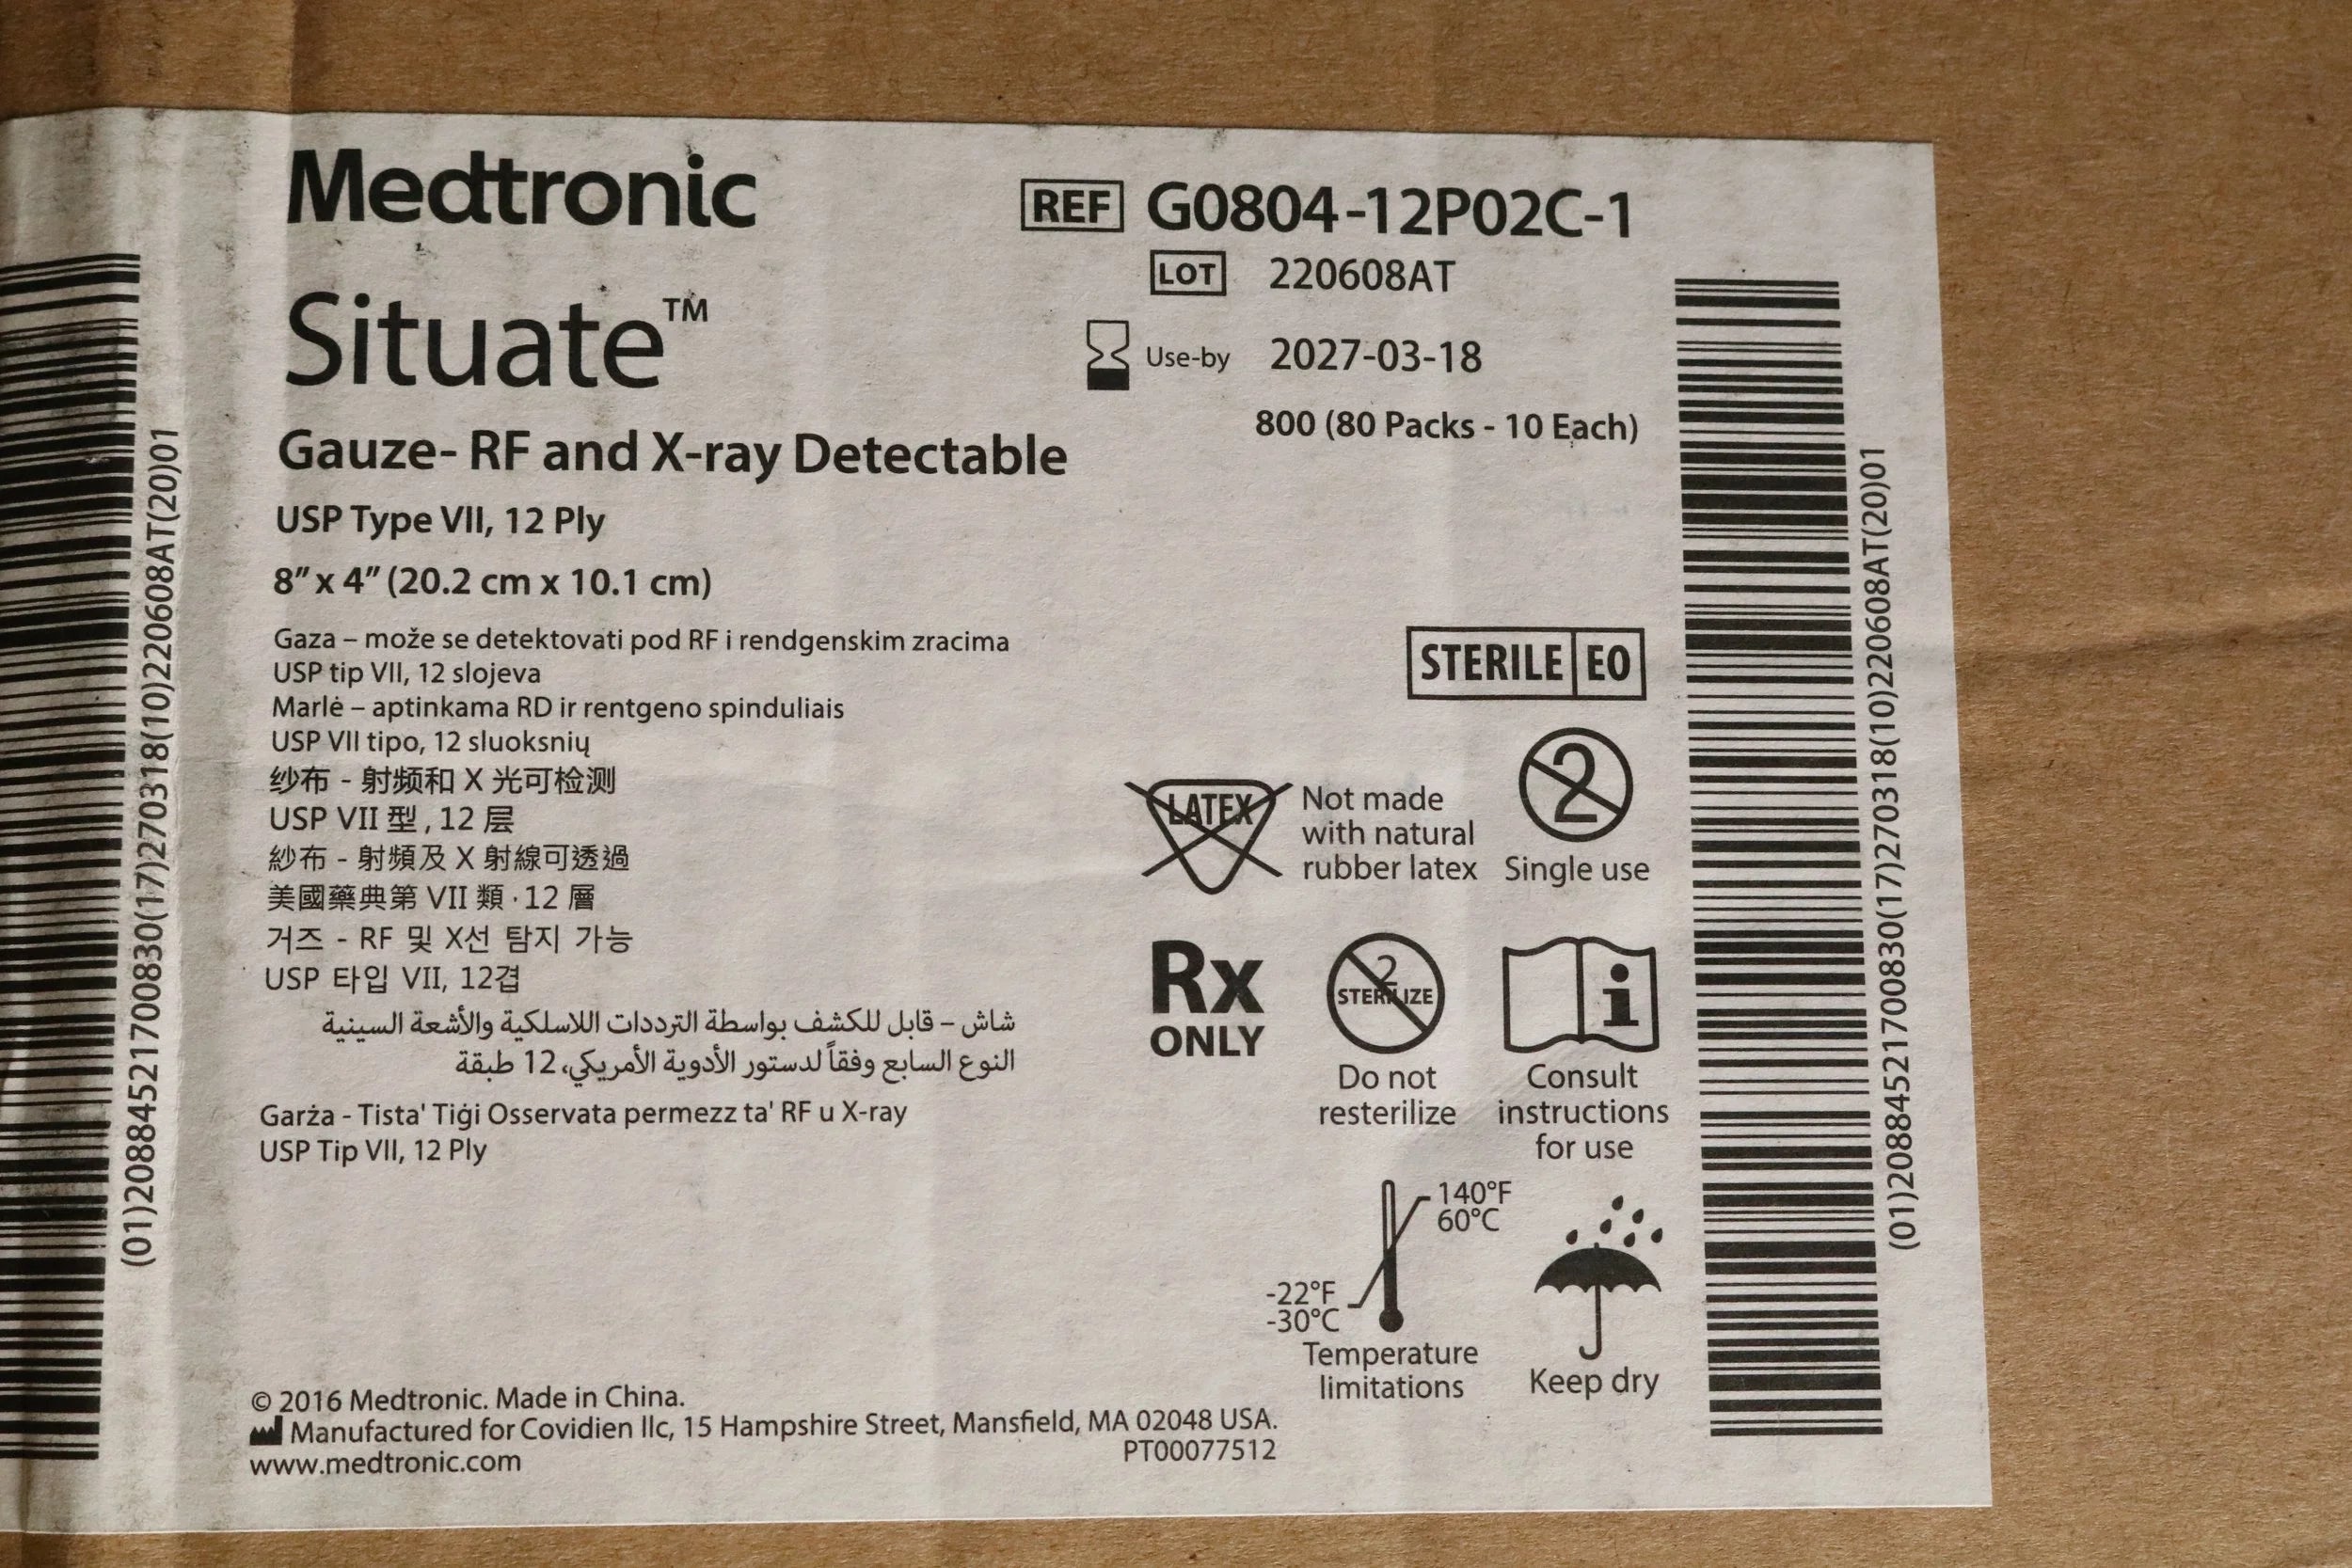 Medtronic
Situate™
Gauze- RF and X-ray Detectable
USP Type VII, 12 Ply
8” x 4” (20.2 cm x 10.1 cm)
Gaza – može se detektovati pod RF i rendgenskim zracima
USP tip VII, 12 slojeva
Marlė – aptinkama RD ir rentgeno spinduliais
USP VII tipo, 12 sluoksnių
纱布 - 射频和 X 光可检测
USP VII 型 , 12 层
紗布 - 射頻及 X 射線可透過
美國藥典第 VII 類 · 12 層
거즈 - RF 및 X선 탐지 가능
USP 타입 VII, 12겹
شاش – قابل للكشف بواسطة الترددات اللاسلكية والأشعة السينية
النوع السابع وفقاً لدستور الأدوية الأمريكي، 12 طبقة
Garża - Tista' Tiġi Osservata permezz ta' RF u X-ray
USP Tip VII, 12 Ply
© 2016 Medtronic. Made in China.
Manufactured for Covidien llc, 15 Hampshire Street, Mansfield, MA 02048 USA.
www.medtronic.com
PT00077512
REF G0804-12P02C-1
LOT 220608AT
Use-by 2027-03-18
800 (80 Packs - 10 Each)
STERILE EO
LATEX
Not made
with natural
rubber latex
2
Single use
Rx
ONLY
2
STERILIZE
Do not
resterilize
i
Consult
instructions
for use
140°F
60°C
-22°F
-30°C
Temperature
limitations
Keep dry
(01)20884521700830(17)270318(10)220608AT(20)01
(01)20884521700830(17)270318(10)220608AT(20)01